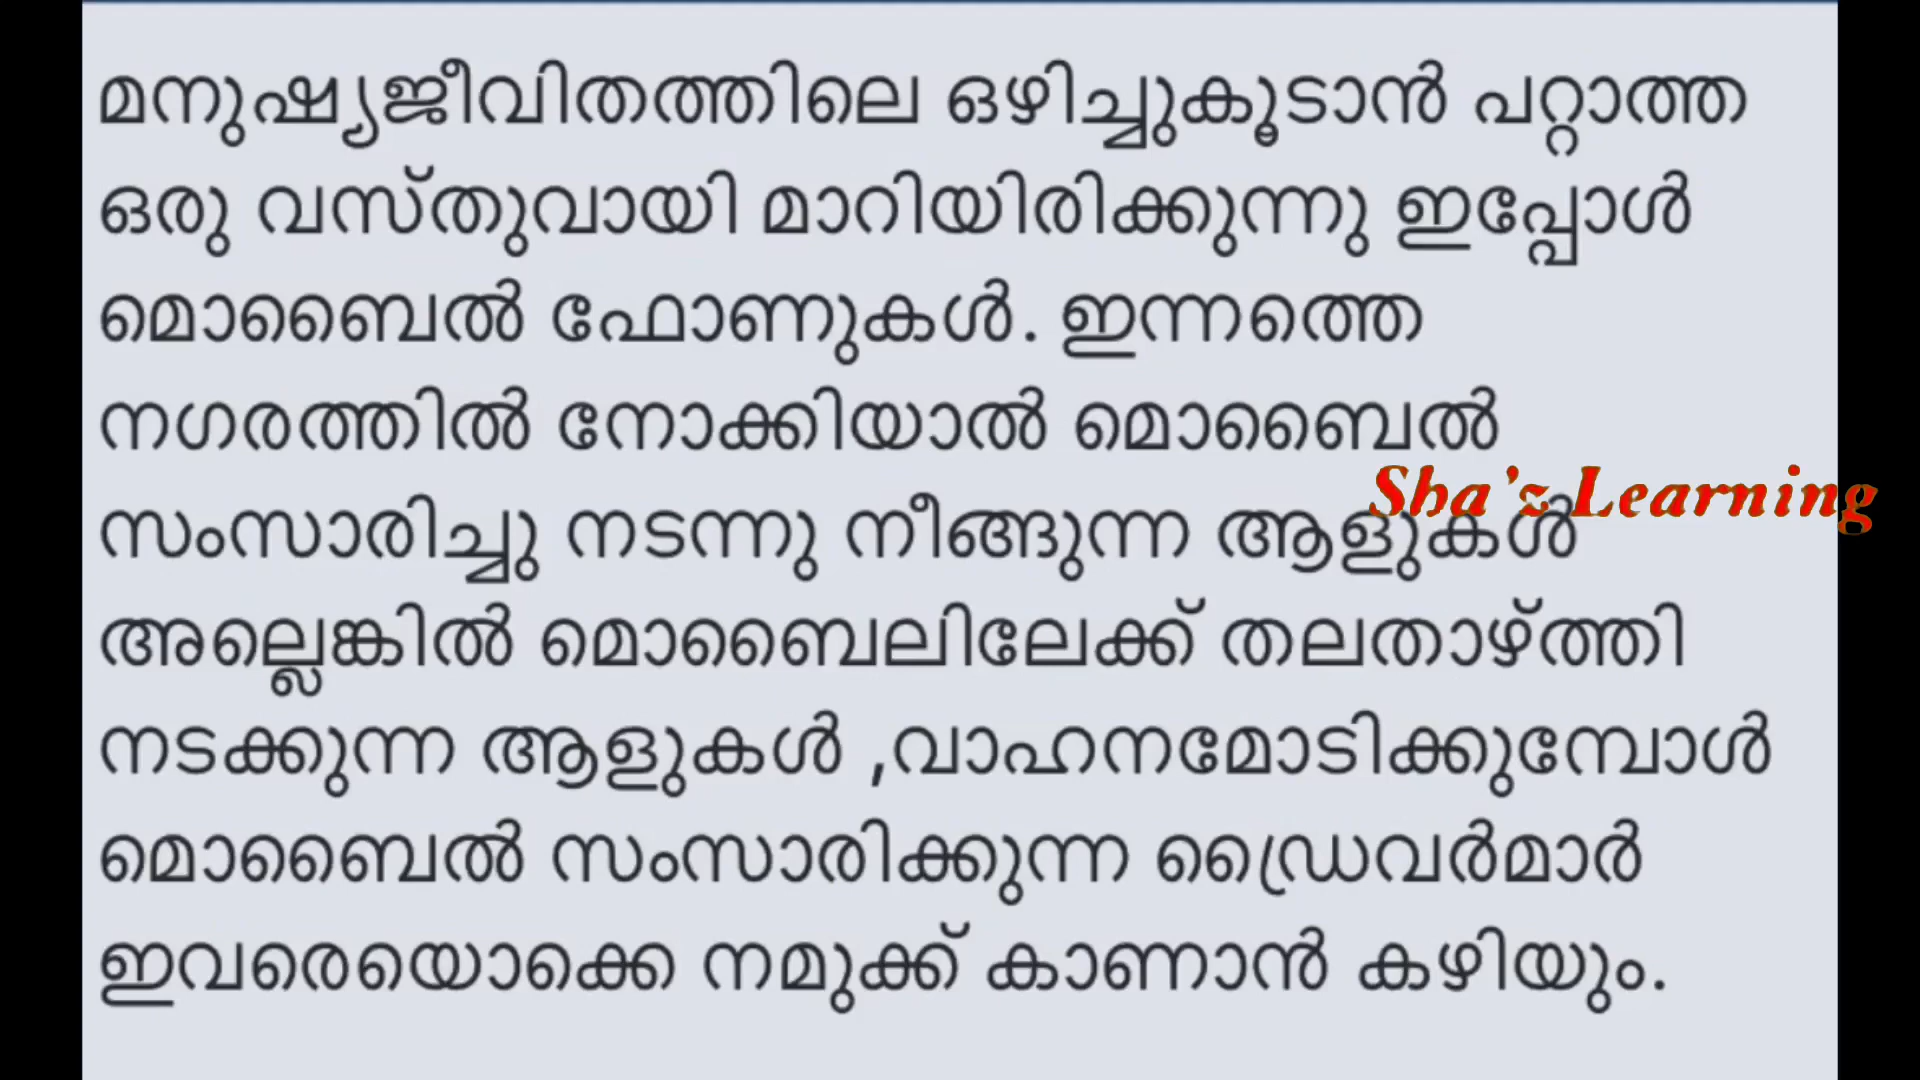 മനുഷ്യജീവിതത്തിലെ ഒഴിച്ചുകൂടാൻ പറ്റാത്ത
ഒരു വസ്തുവായി മാറിയിരിക്കുന്നു ഇപ്പോൾ
മൊബൈൽ ഫോണുകൾ. ഇന്നത്തെ
നഗരത്തിൽ നോക്കിയാൽ മൊബൈൽ
Sha'z Learning
സംസാരിച്ചു നടന്നു നീങ്ങുന്ന ആളുകൾ
അല്ലെങ്കിൽ മൊബൈലിലേക്ക് തലതാഴ്ത്തി
നടക്കുന്ന ആളുകൾ ,വാഹനമോടിക്കുമ്പോൾ
മൊബൈൽ സംസാരിക്കുന്ന ഡ്രൈവർമാർ
ഇവരെയൊക്കെ നമുക്ക് കാണാൻ കഴിയും.